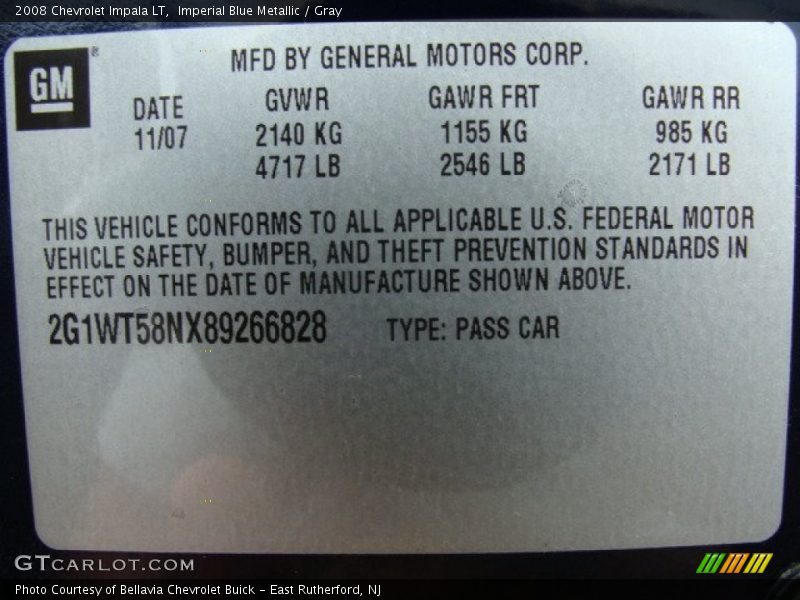 2008 Chevrolet Impala LT,  Imperial Blue Metallic / Gray
GM ®
MFD BY GENERAL MOTORS CORP.
DATE GVWR GAWR FRT GAWR RR
11/07 2140 KG 1155 KG 985 KG
4717 LB 2546 LB 2171 LB
THIS VEHICLE CONFORMS TO ALL APPLICABLE U.S. FEDERAL MOTOR
VEHICLE SAFETY, BUMPER, AND THEFT PREVENTION STANDARDS IN
EFFECT ON THE DATE OF MANUFACTURE SHOWN ABOVE.
2G1WT58NX89266828 TYPE: PASS CAR
GTCARLOT.COM
Photo Courtesy of Bellavia Chevrolet Buick - East Rutherford, NJ